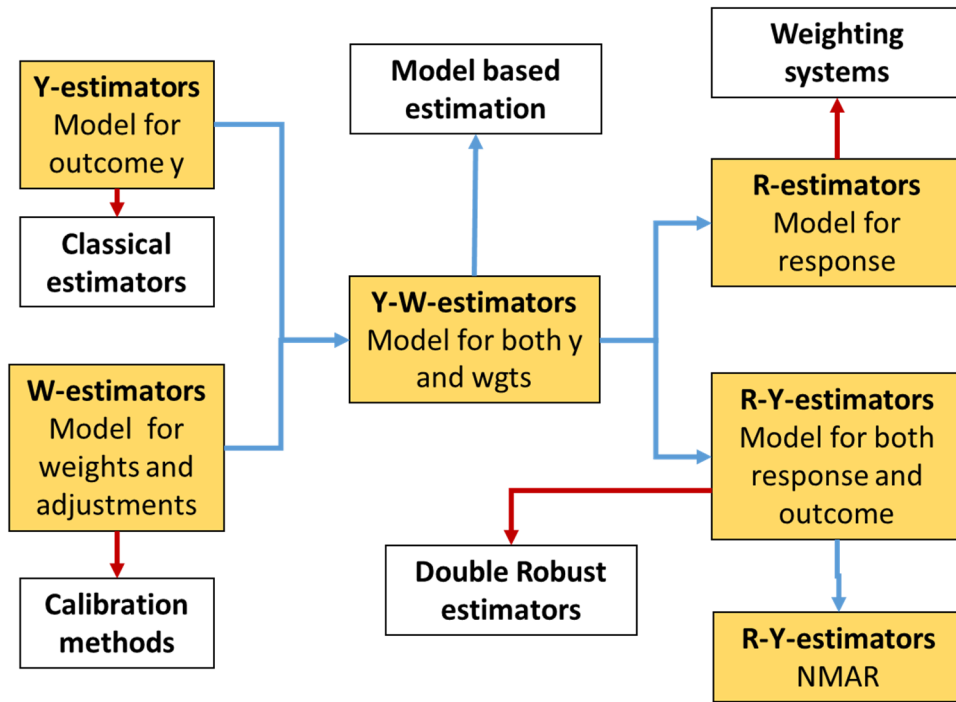 Y-estimators
Model for
outcome y
Classical
estimators
W-estimators
Model for
weights and
adjustments
Calibration
methods
Model based
estimation
Y-W-estimators
Model for both y
and wgts
Double Robust
estimators
Weighting
systems
R-estimators
Model for
response
R-Y-estimators
Model for both
response and
outcome
R-Y-estimators
NMAR